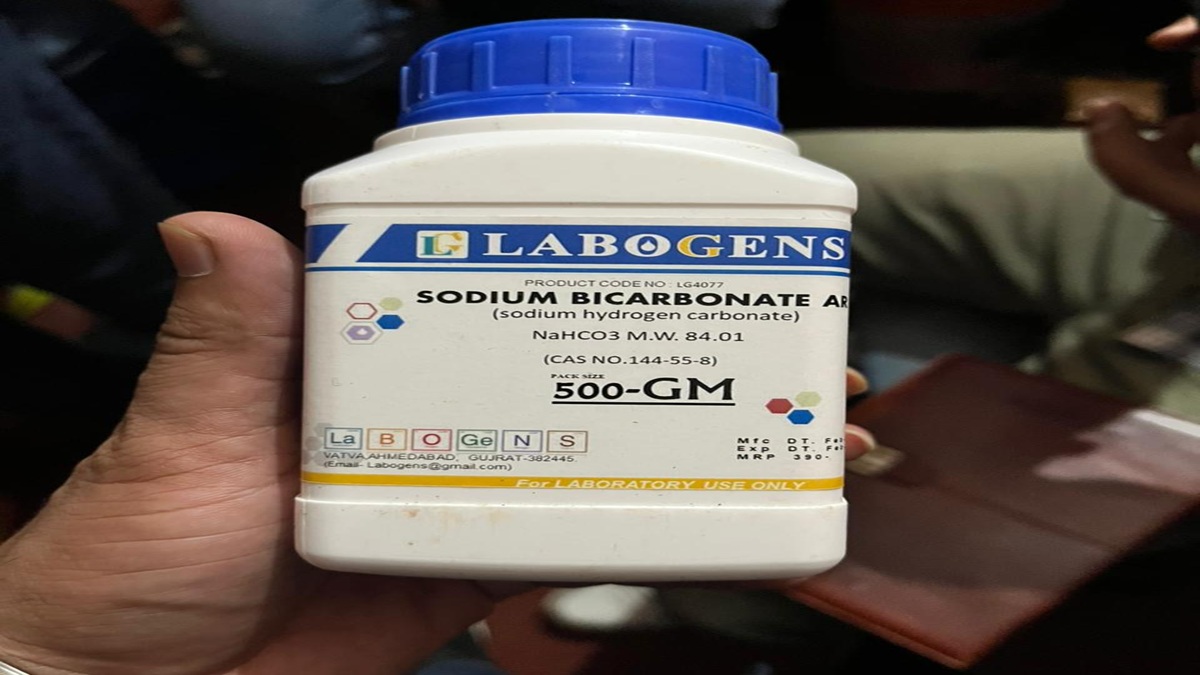 LG LABOGENS
PRODUCT CODE NO : LG4077
SODIUM BICARBONATE AR
(sodium hydrogen carbonate)
NaHCO3 M.W. 84.01
(CAS NO.144-55-8)
PACK SIZE
500-GM
La B O Ge N S
VATVA,AHMEDABAD, GUJRAT-382445.
(Email- Labogens@gmail.com)
Mfc DT.
Exp DT.
MRP 390-
For LABORATORY USE ONLY